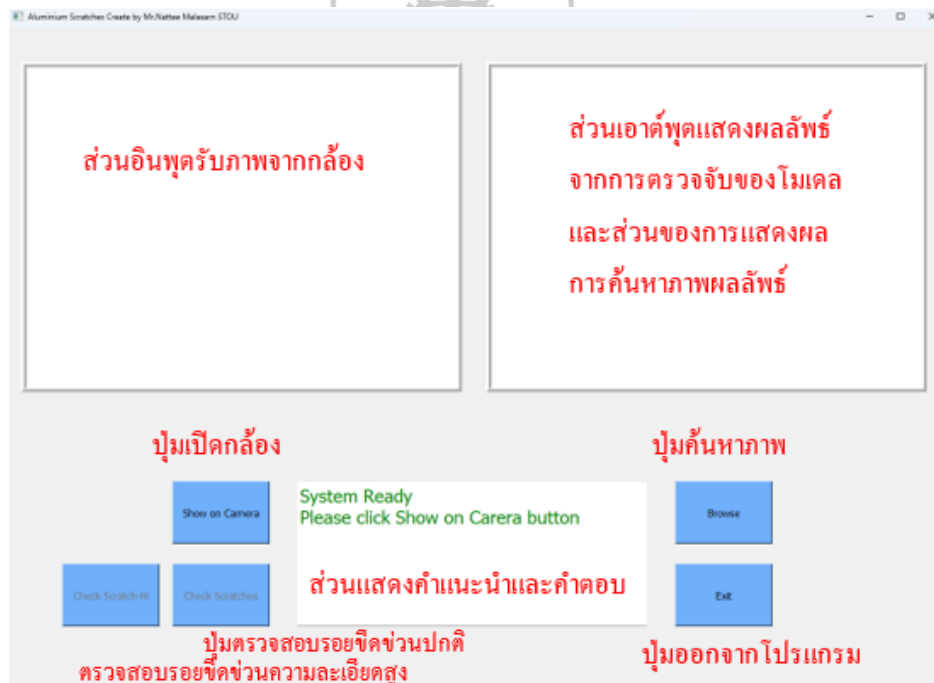 Aluminium Scratches Create by Mr.Nattee Malasarn STOU
ส่วนอินพุตรับภาพจากกล้อง
ส่วนเอาต์พุตแสดงผลลัพธ์
จากการตรวจจับของโมเดล
และส่วนของการแสดงผล
การค้นหาภาพผลลัพธ์
ปุ่มเปิดกล้อง
ปุ่มค้นหาภาพ
Show on Camera
System Ready
Please click Show on Carera button
Browse
Check Scratch-Hi
Check Scratches
ส่วนแสดงคำแนะนำและคำตอบ
Exit
ปุ่มตรวจสอบรอยขีดข่วนปกติ
ตรวจสอบรอยขีดข่วนความละเอียดสูง
ปุ่มออกจากโปรแกรม